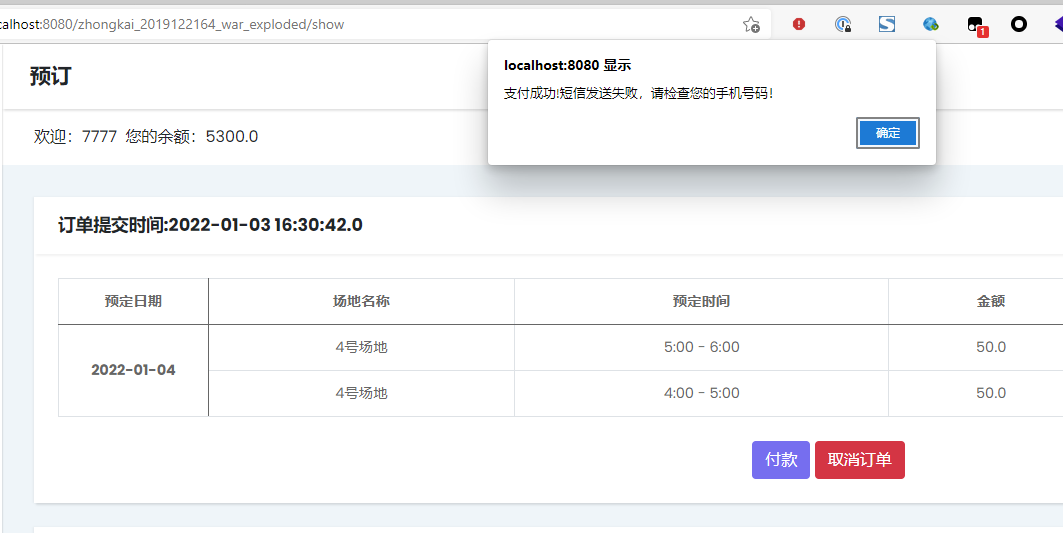 calhost:8080/zhongkai_2019122164_war_exploded/show
1
localhost:8080 显示
支付成功!短信发送失败，请检查您的手机号码!
确定
预订
欢迎：7777 您的余额：5300.0
订单提交时间:2022-01-03 16:30:42.0
预定日期 场地名称 预定时间 金额
2022-01-04
4号场地 5:00 - 6:00 50.0
4号场地 4:00 - 5:00 50.0
付款 取消订单